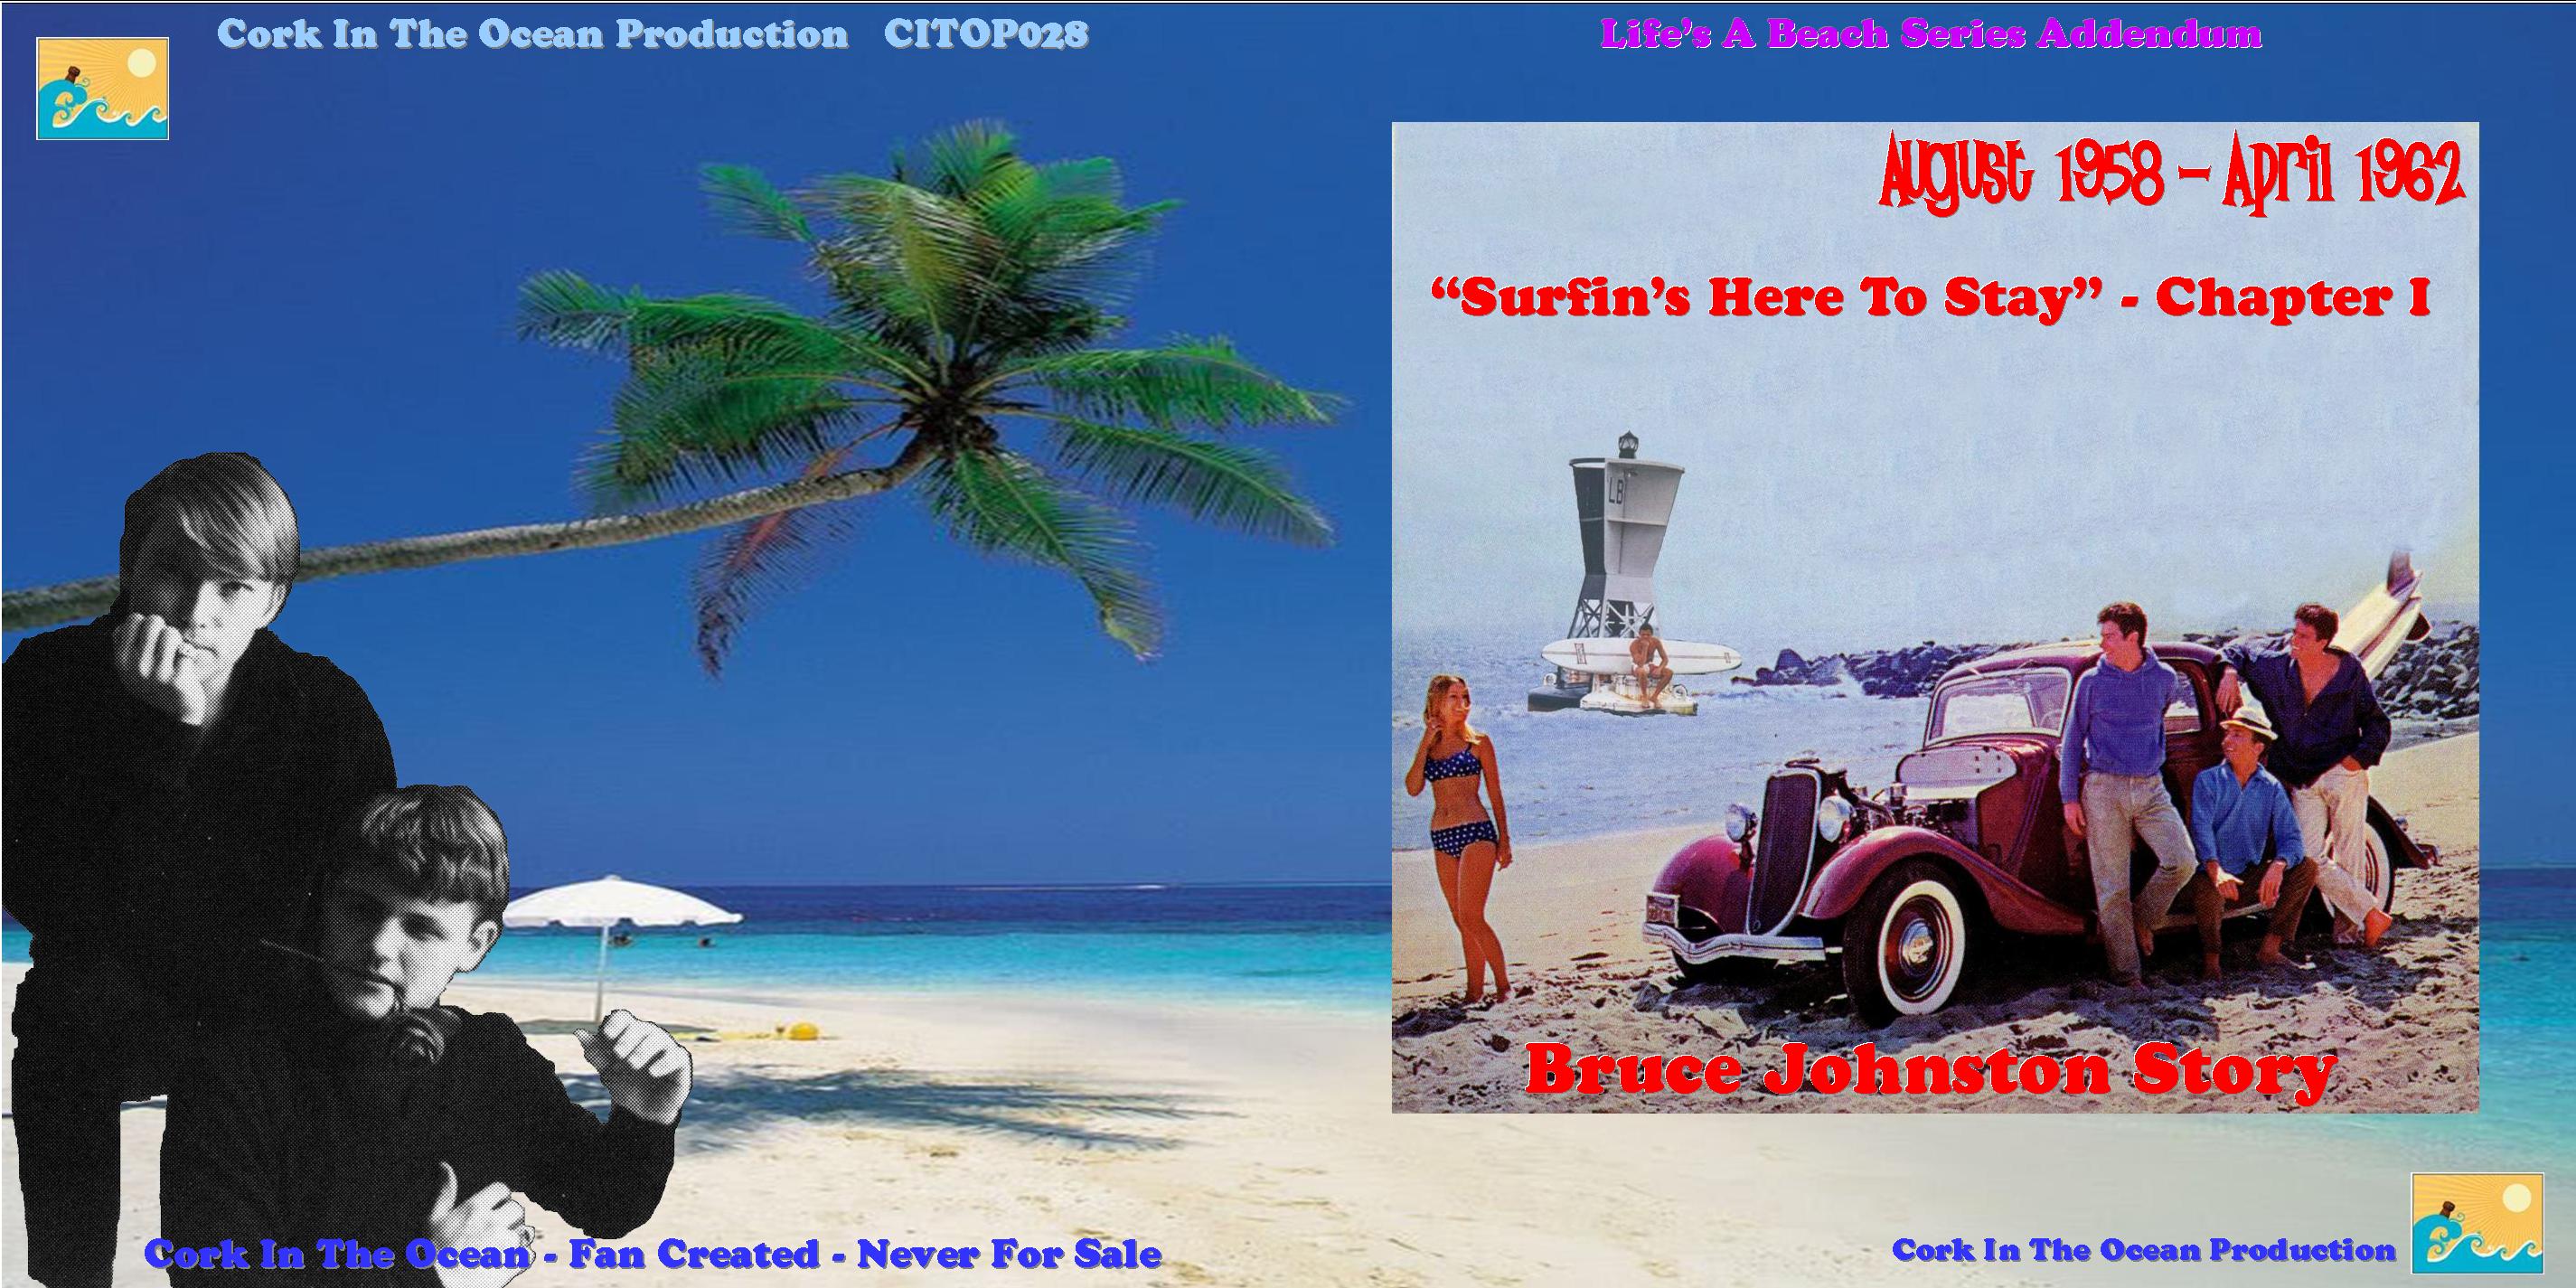 Cork In The Ocean Production CITOP028
Life's A Beach Series Addendum
August 1958 - April 1962
“Surfin’s Here To Stay” - Chapter I
LB
Bruce Johnston Story
Cork In The Ocean - Fan Created - Never For Sale
Cork In The Ocean Production